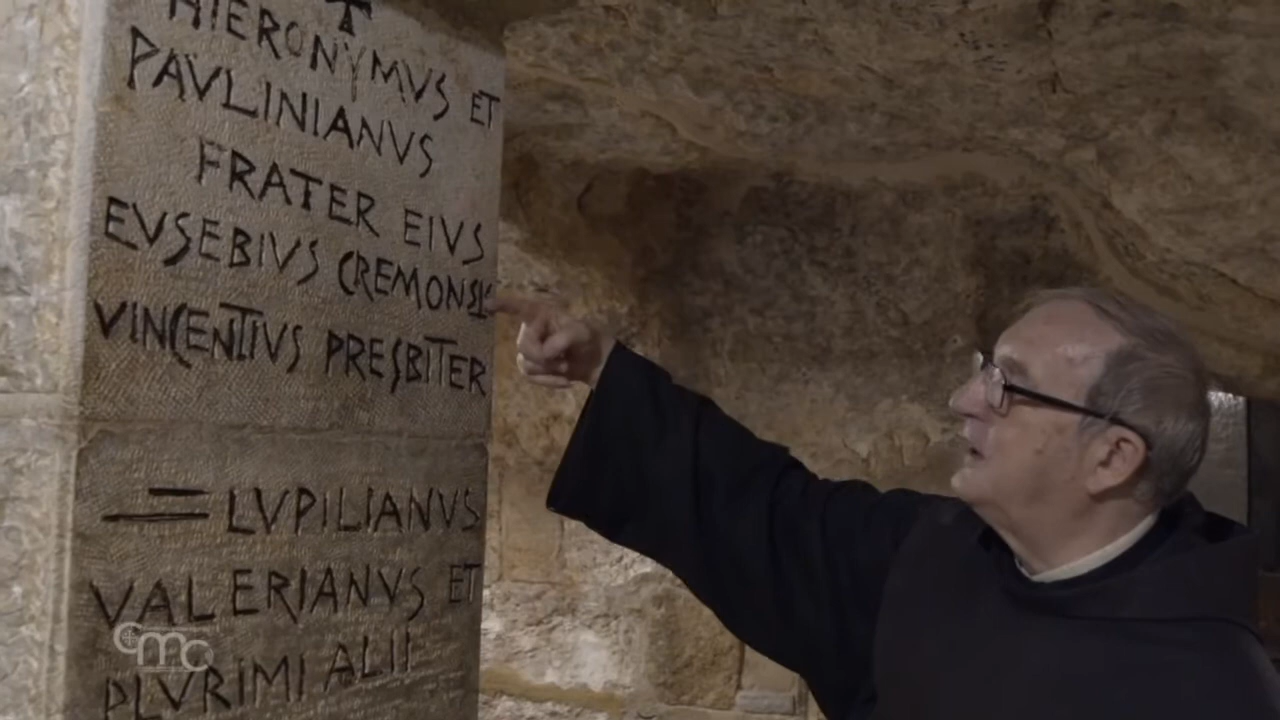 HIERONYMVS ET
PAVLINIANVS
FRATER EIVS
EVSEBIVS CREMONSIS
VINCENTIVS PRESBITER
= LVPILIANVS
VALERIANVS ET
PLVRIMI ALII
cmc